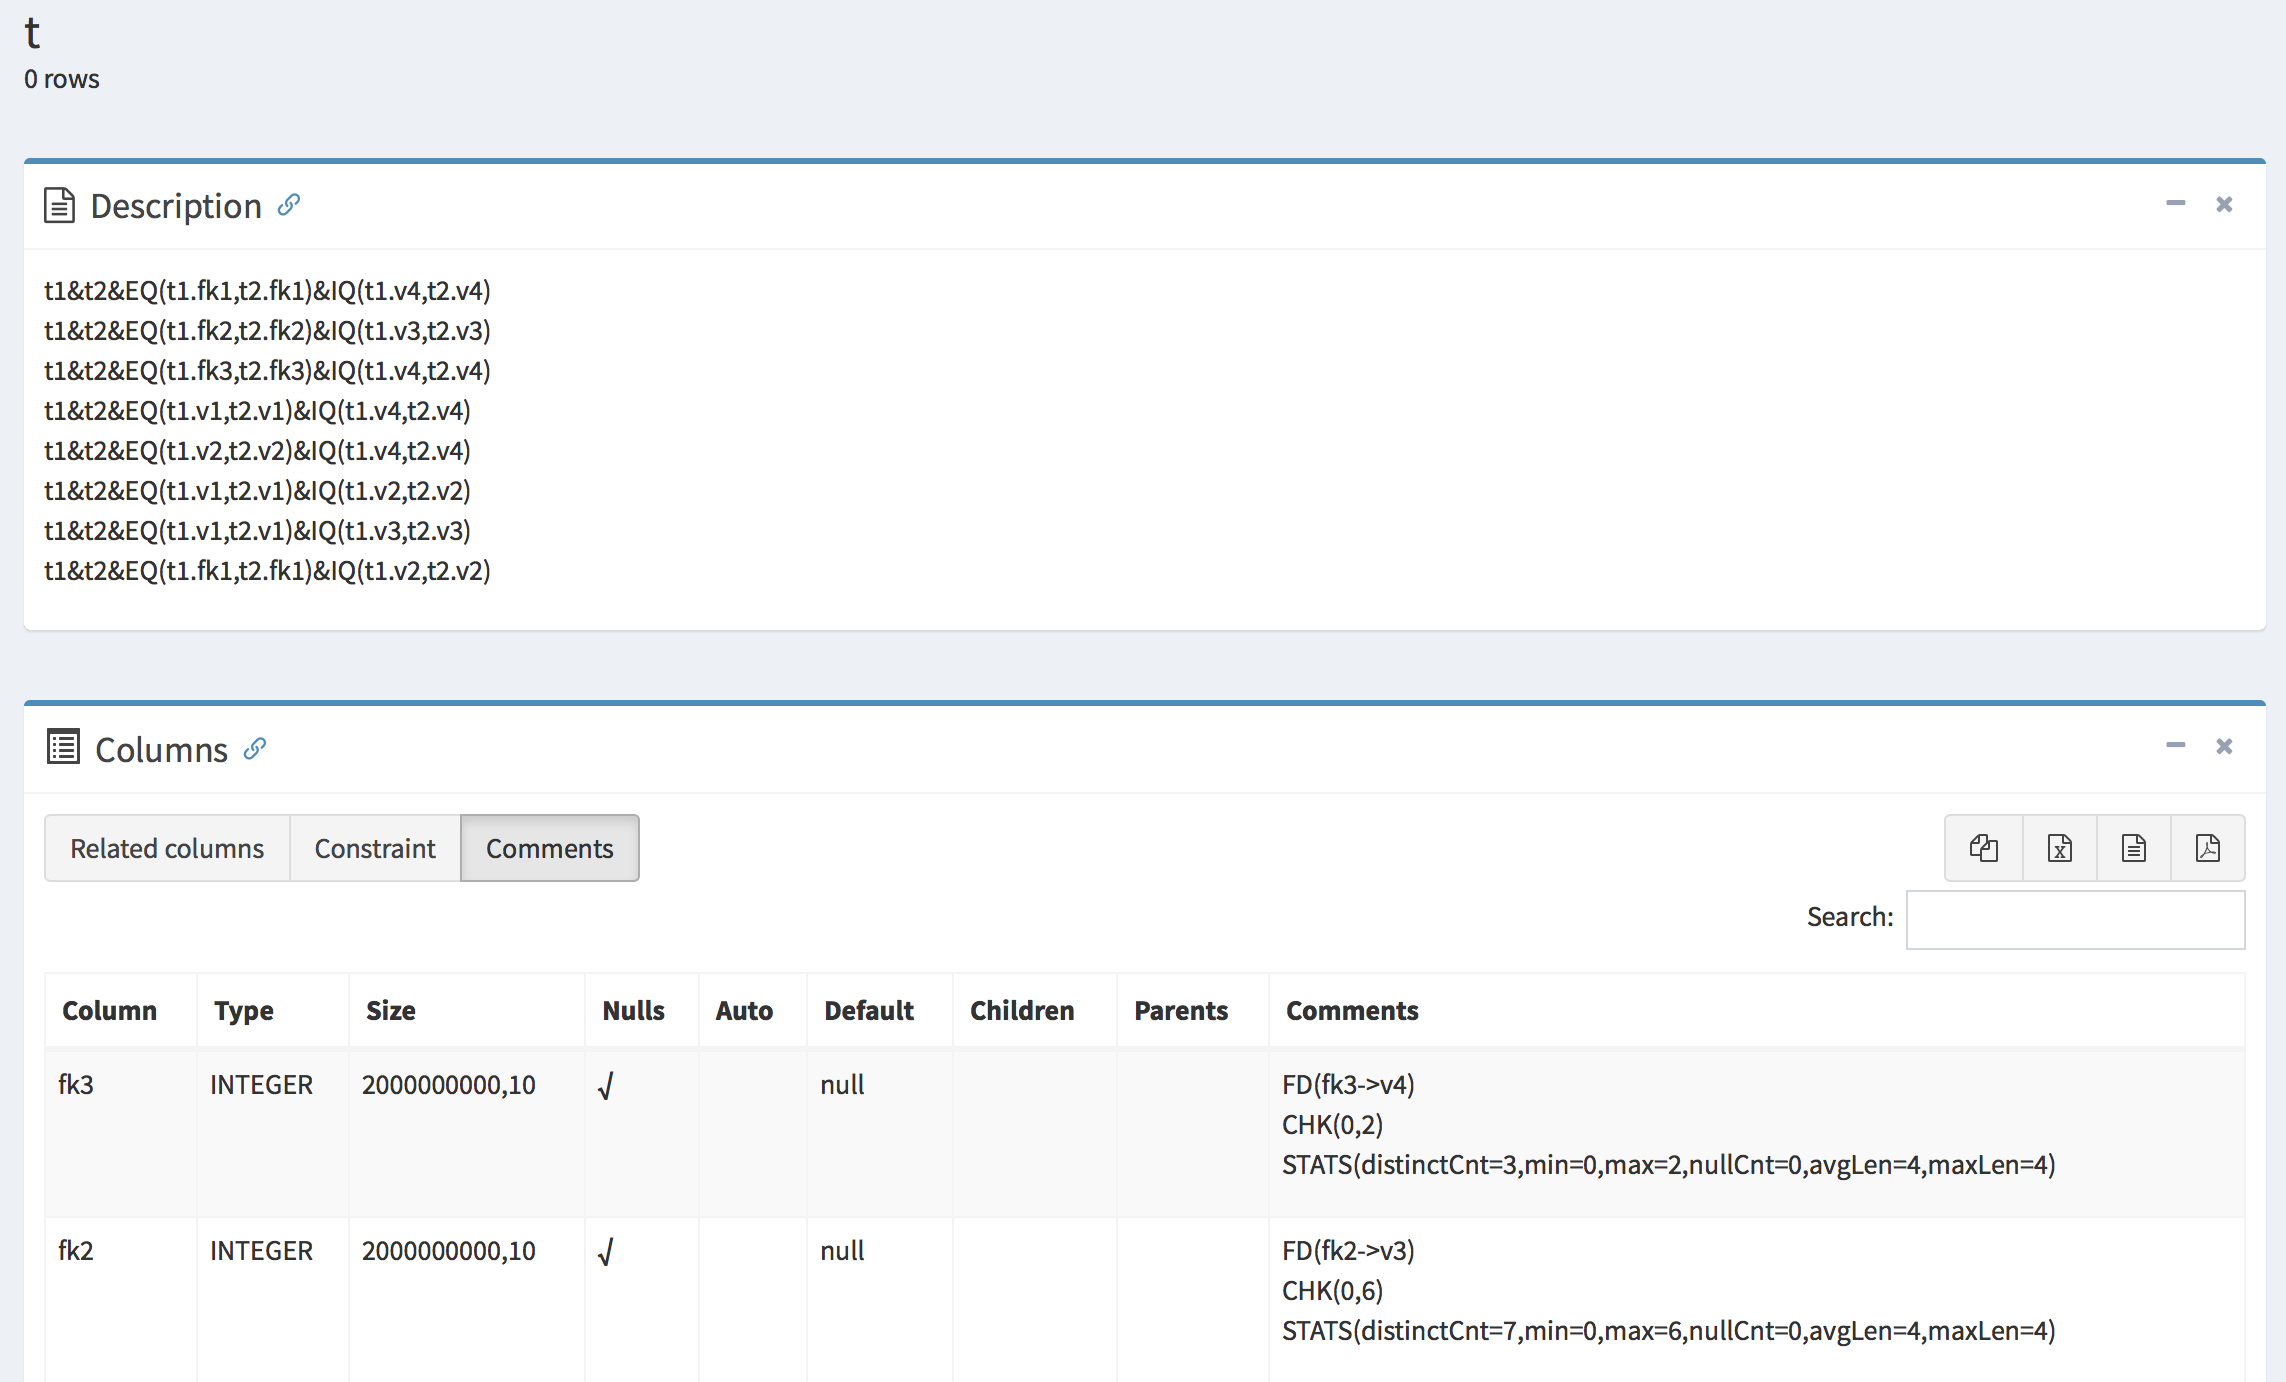 t
0 rows
Description
t1&t2&EQ(t1.fk1,t2.fk1)&IQ(t1.v4,t2.v4)
t1&t2&EQ(t1.fk2,t2.fk2)&IQ(t1.v3,t2.v3)
t1&t2&EQ(t1.fk3,t2.fk3)&IQ(t1.v4,t2.v4)
t1&t2&EQ(t1.v1,t2.v1)&IQ(t1.v4,t2.v4)
t1&t2&EQ(t1.v2,t2.v2)&IQ(t1.v4,t2.v4)
t1&t2&EQ(t1.v1,t2.v1)&IQ(t1.v2,t2.v2)
t1&t2&EQ(t1.v1,t2.v1)&IQ(t1.v3,t2.v3)
t1&t2&EQ(t1.fk1,t2.fk1)&IQ(t1.v2,t2.v2)
Columns
Related columns Constraint Comments
Search:
Column Type Size Nulls Auto Default Children Parents Comments
fk3 INTEGER 2000000000,10 √ null FD(fk3->v4)
CHK(0,2)
STATS(distinctCnt=3,min=0,max=2,nullCnt=0,avgLen=4,maxLen=4)
fk2 INTEGER 2000000000,10 √ null FD(fk2->v3)
CHK(0,6)
STATS(distinctCnt=7,min=0,max=6,nullCnt=0,avgLen=4,maxLen=4)